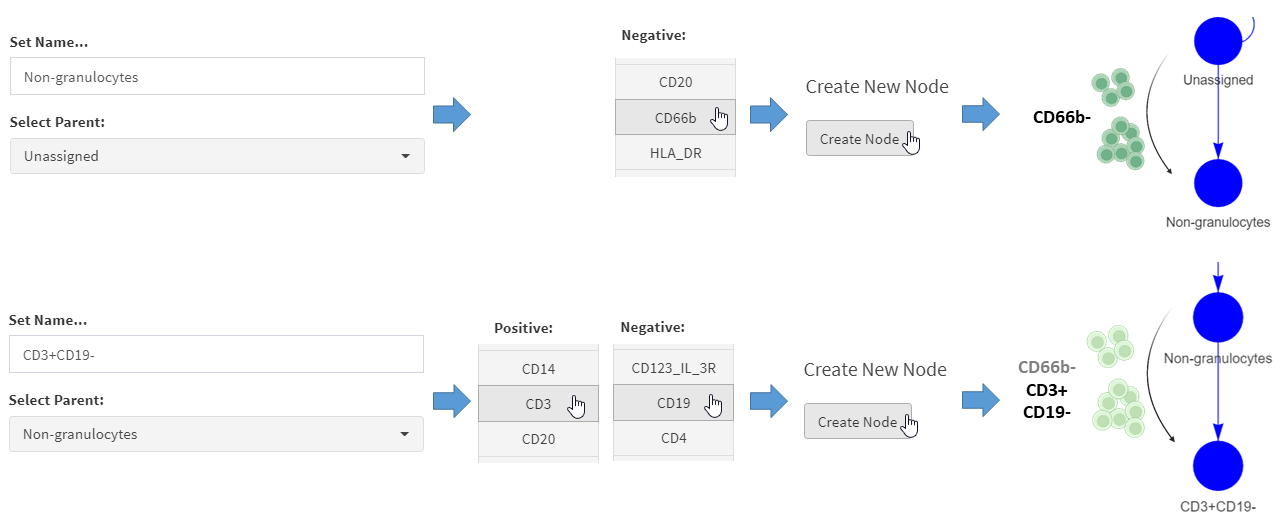 Set Name...
Non-granulocytes
Select Parent:
Unassigned
Negative:
CD20
CD66b
HLA_DR
Create New Node
Create Node
CD66b-
Unassigned
Non-granulocytes
Set Name...
CD3+CD19-
Select Parent:
Non-granulocytes
Positive:
CD14
CD3
CD20
Negative:
CD123_IL_3R
CD19
CD4
Create New Node
Create Node
CD66b-
CD3+
CD19-
Non-granulocytes
CD3+CD19-